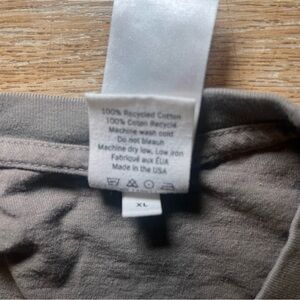 100% Recycled Cotton
100% Coton Recyclé
Machine wash cold
Do not bleach
Machine dry low, Low iron
Fabriqué aux ÉUA
Made in the USA
XL